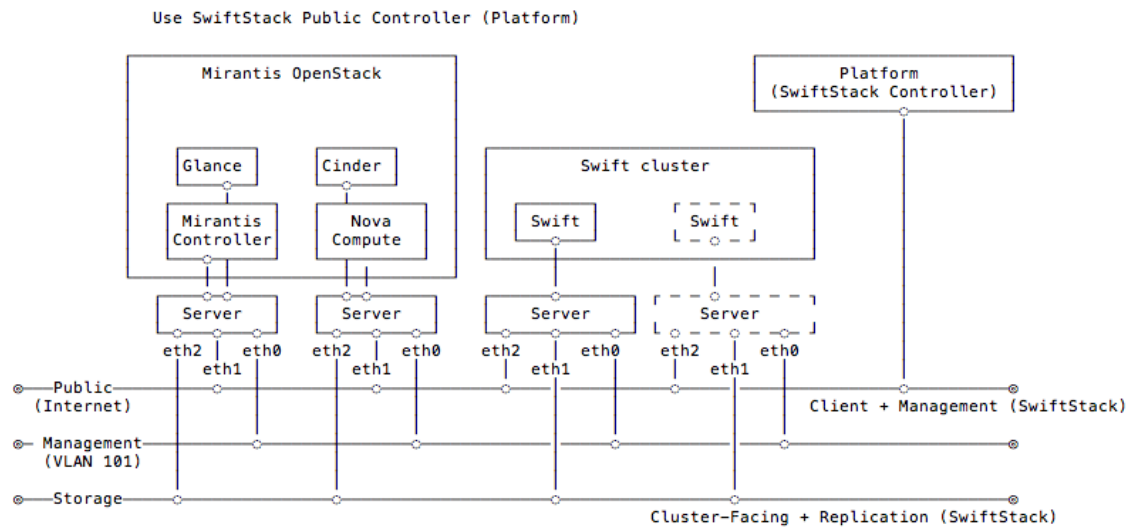 Use SwiftStack Public Controller (Platform)
Mirantis OpenStack
Platform
(SwiftStack Controller)
Glance
Cinder
Swift cluster
Mirantis
Controller
Nova
Compute
Swift
Swift
Server
Server
Server
Server
eth2
eth1
eth0
eth2
eth1
eth0
eth2
eth1
eth0
eth2
eth1
eth0
Public
(Internet)
Client + Management (SwiftStack)
Management
(VLAN 101)
Storage
Cluster-Facing + Replication (SwiftStack)